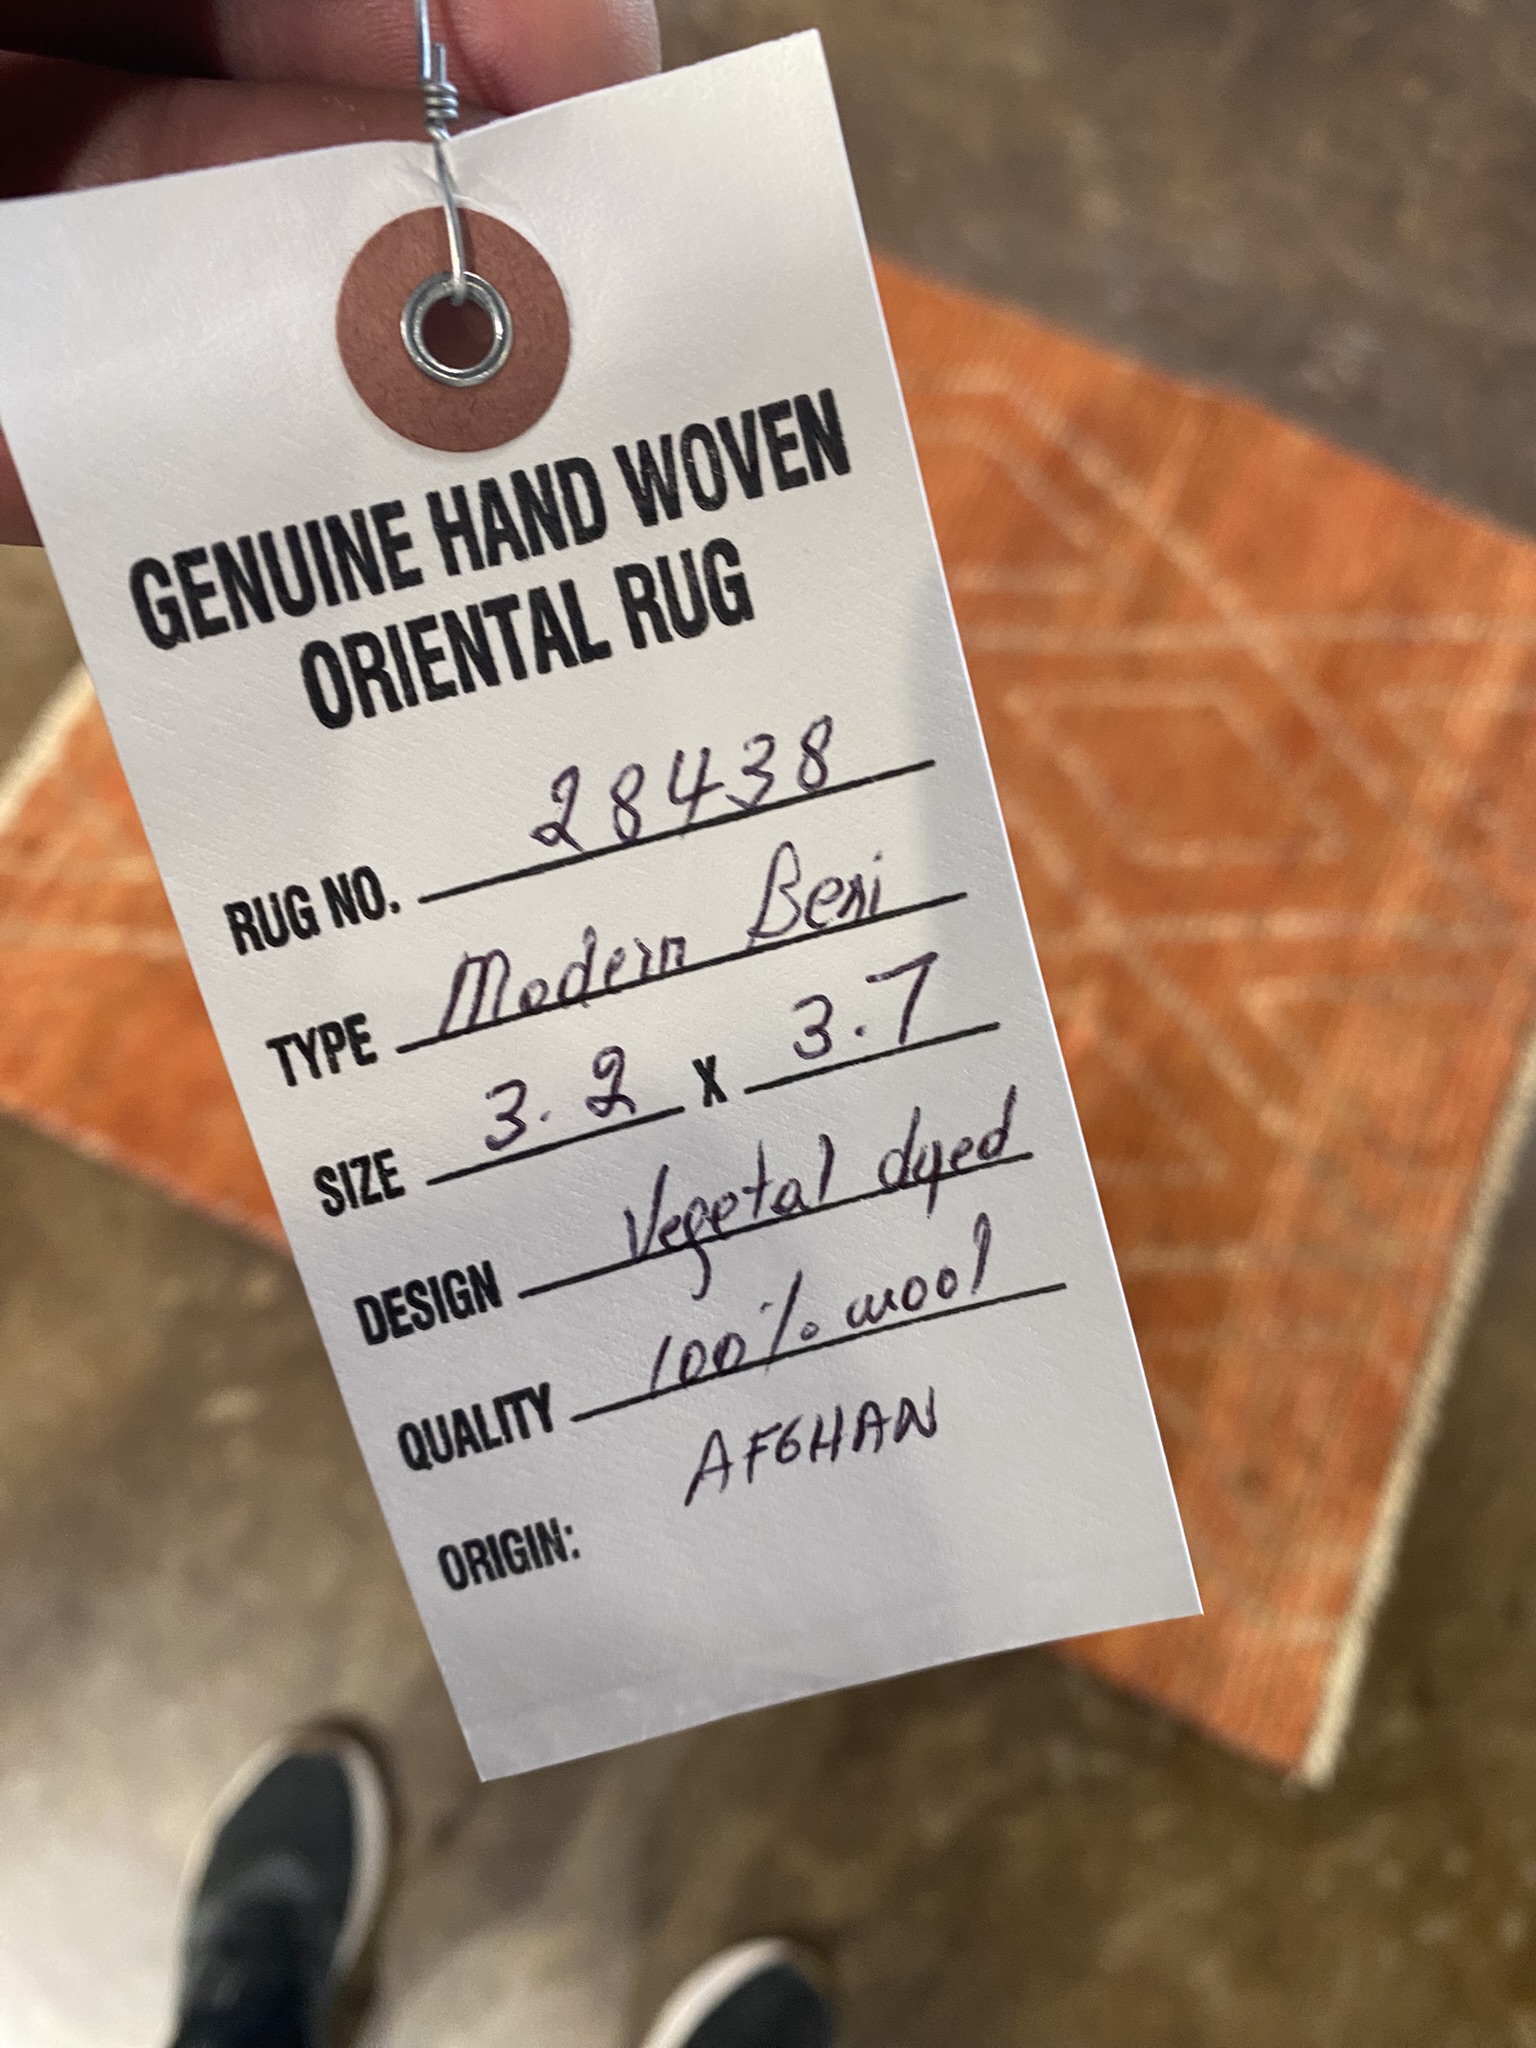 GENUINE HAND WOVEN
ORIENTAL RUG
RUG NO. 28438
TYPE Modern Beni
SIZE 3.2 X 3.7
DESIGN Vegetal dyed
QUALITY 100% wool
ORIGIN: AFGHAN